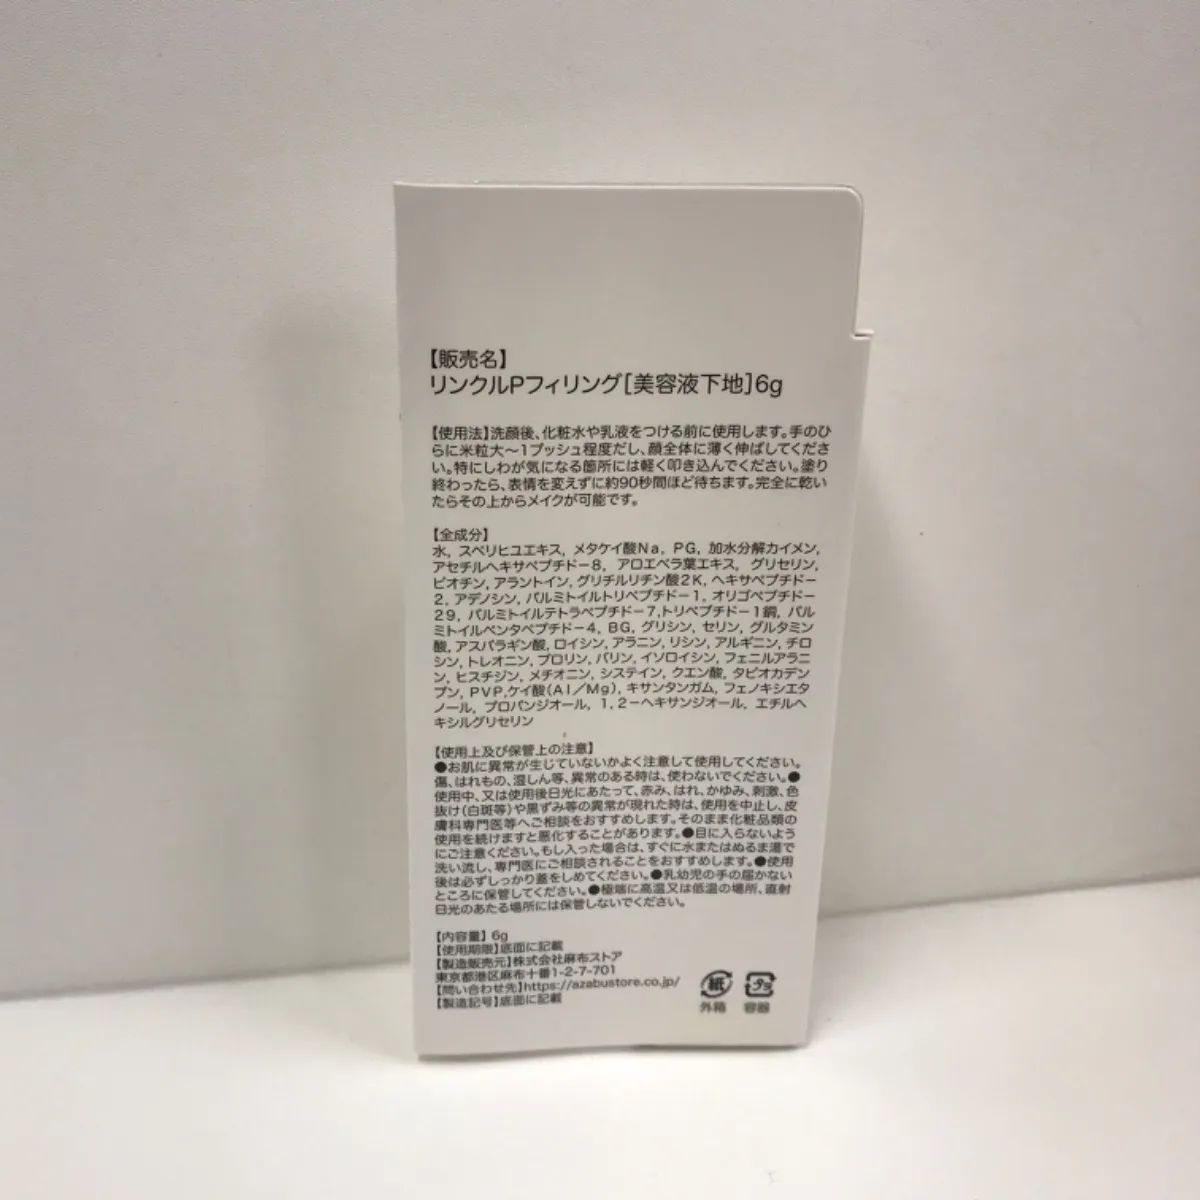 【販売名】
リンクルPフィリング[美容液下地]6g
【使用法】洗顔後、化粧水や乳液をつける前に使用します。手のひ
らに米粒大〜1プッシュ程度だし、顔全体に薄く伸ばしてくださ
い。特にしわが気になる箇所には軽く叩き込んでください。塗り
終わったら、表情を変えずに約90秒間ほど待ちます。完全に乾い
たらその上からメイクが可能です。
【全成分】
水, スベリヒユエキス, メタケイ酸Na, PG, 加水分解カイメン,
アセチルヘキサペプチド－8, アロエベラ葉エキス, グリセリン,
ビオチン, アラントイン, グリチルリチン酸2K, ヘキサペプチド－
2, アデノシン, パルミトイルトリペプチド－1, オリゴペプチド－
29, パルミトイルテトラペプチド－7,トリペプチド－1銅, パル
ミトイルペンタペプチド－4, BG, グリシン, セリン, グルタミン
酸, アスパラギン酸, ロイシン, アラニン, リシン, アルギニン, チロ
シン, トレオニン, プロリン, バリン, イソロイシン, フェニルアラニ
ン, ヒスチジン, メチオニン, システイン, クエン酸, タピオカデン
プン, PVP,ケイ酸(Al／Mg), キサンタンガム, フェノキシエタ
ノール, プロパンジオール, 1,2－ヘキサンジオール, エチルヘ
キシルグリセリン
【使用上及び保管上の注意】
●お肌に異常が生じていないかよく注意して使用してください。
傷、はれもの、湿しん等、異常のある時は、使わないでください。●
使用中、又は使用後日光にあたって、赤み、はれ、かゆみ、刺激、色
抜け(白斑等)や黒ずみ等の異常が現れた時は、使用を中止し、皮
膚科専門医等へご相談をおすすめします。そのまま化粧品類の
使用を続けますと悪化することがあります。●目に入らないよう
にご注意ください。もし入った場合は、すぐに水またはぬるま湯で
洗い流し、専門医にご相談されることをおすすめします。●使用
後は必ずしっかり蓋をしめてください。●乳幼児の手の届かない
ところに保管してください。●極端に高温又は低温の場所、直射
日光のあたる場所には保管しないでください。
【内容量】6g
【使用期限】底面に記載
【製造販売元】株式会社麻布ストア
東京都港区麻布十番1-2-7-701
【問い合わせ先】https://azabustore.co.jp/
【製造記号】底面に記載
紙 プラ
外箱 容器